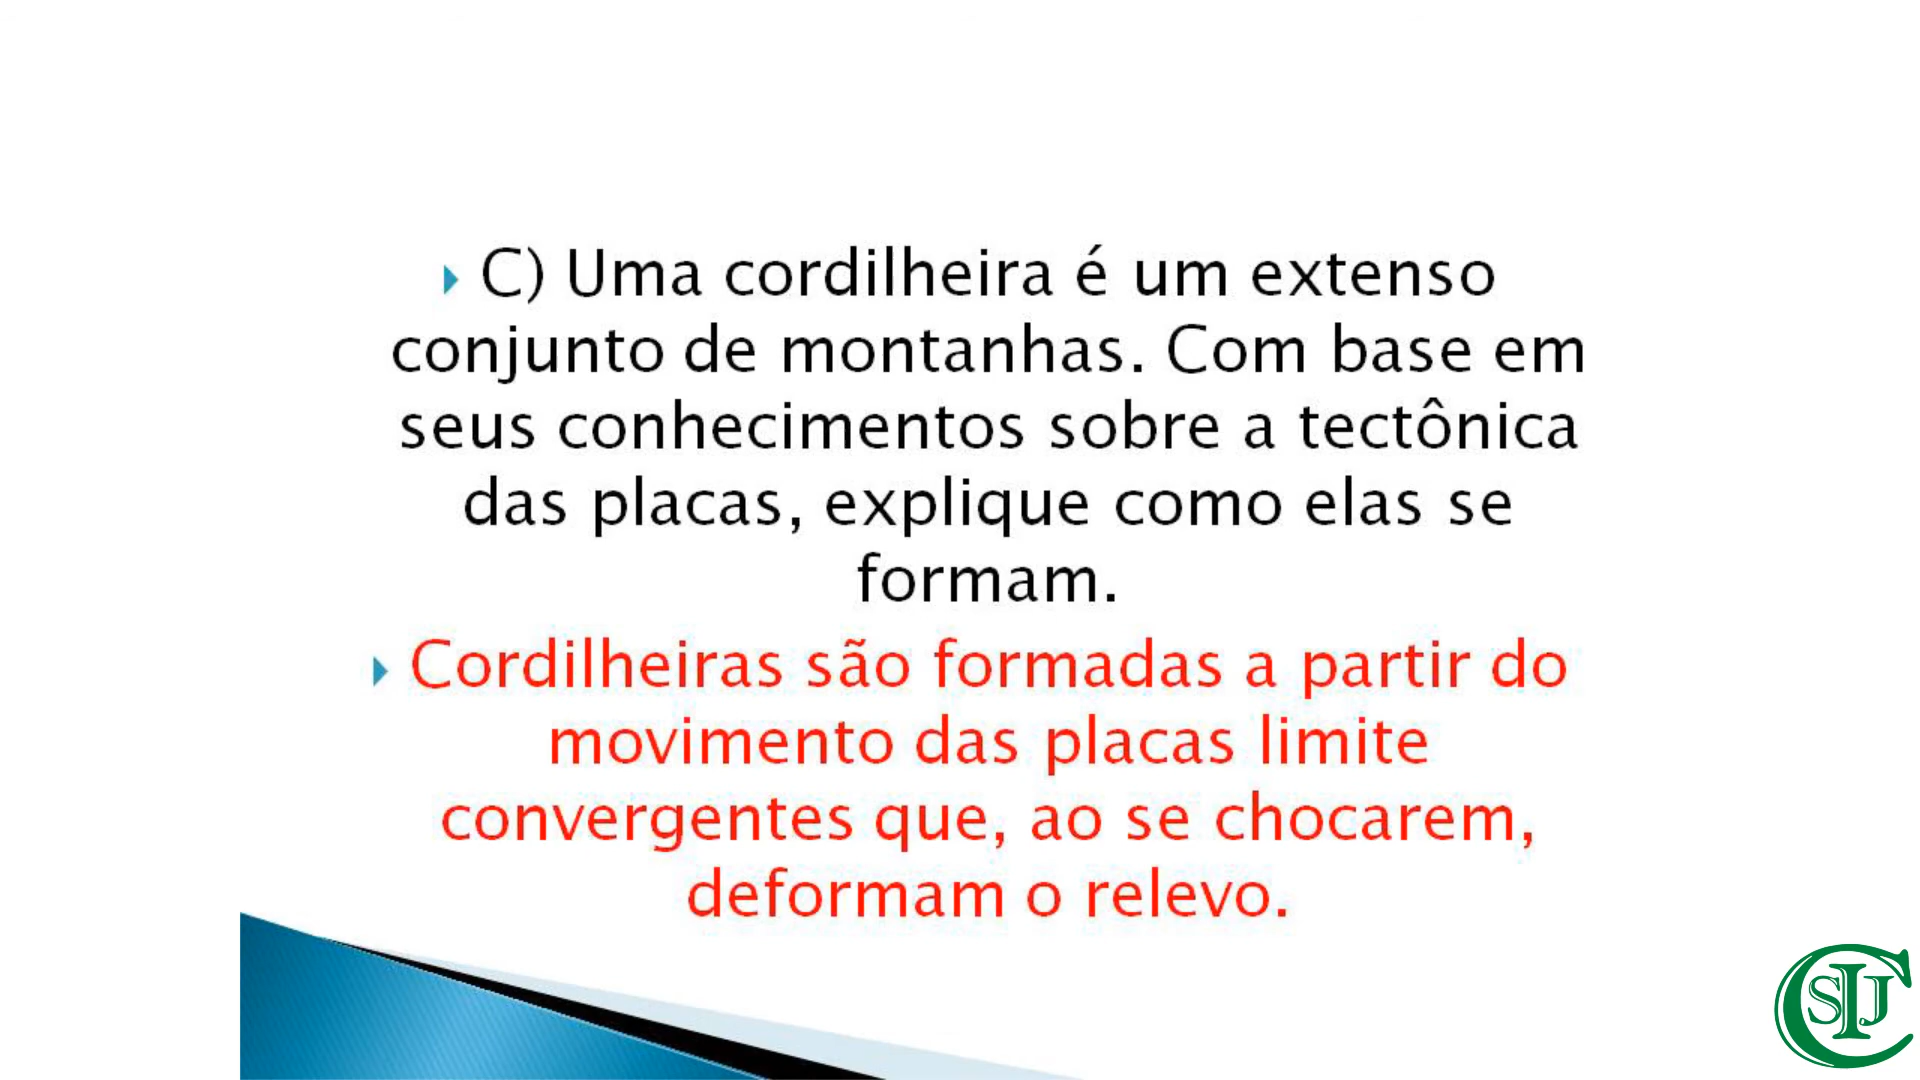 C) Uma cordilheira é um extenso
conjunto de montanhas. Com base em
seus conhecimentos sobre a tectônica
das placas, explique como elas se
formam.
Cordilheiras são formadas a partir do
movimento das placas limite
convergentes que, ao se chocarem,
deformam o relevo.
CSIJ